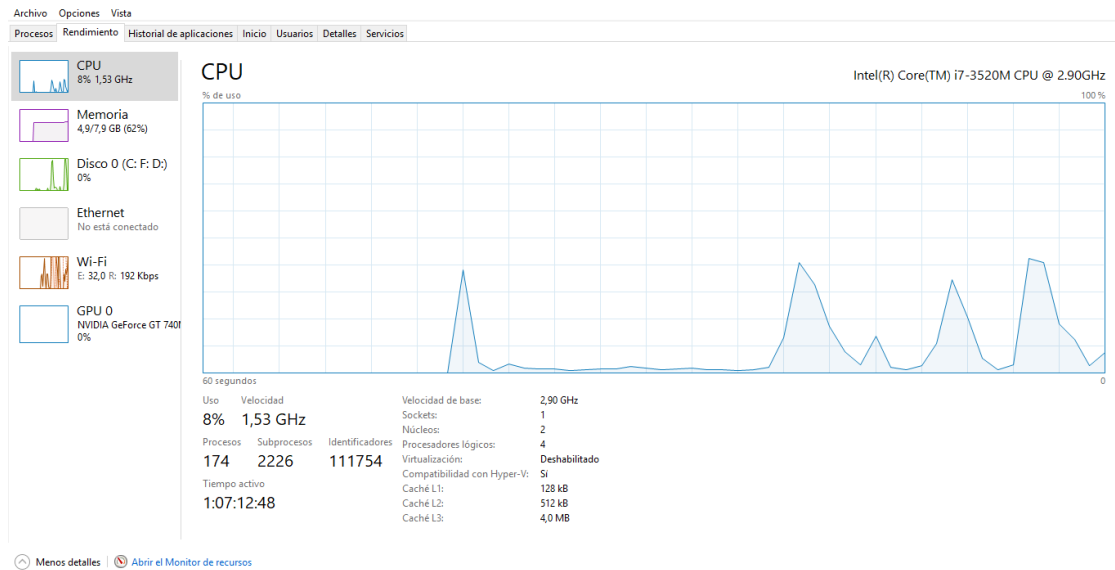 Archivo Opciones Vista
Procesos Rendimiento Historial de aplicaciones Inicio Usuarios Detalles Servicios
CPU
8% 1,53 GHz
Memoria
4,9/7,9 GB (62%)
Disco 0 (C: F: D:)
0%
Ethernet
No está conectado
Wi-Fi
E: 32,0 R: 192 Kbps
GPU 0
NVIDIA GeForce GT 740M
0%
CPU
Intel(R) Core(TM) i7-3520M CPU @ 2.90GHz
% de uso
100 %
60 segundos
0
Uso Velocidad
8% 1,53 GHz
Procesos Subprocesos Identificadores
174 2226 111754
Tiempo activo
1:07:12:48
Velocidad de base: 2,90 GHz
Sockets: 1
Núcleos: 2
Procesadores lógicos: 4
Virtualización: Deshabilitado
Compatibilidad con Hyper-V: Sí
Caché L1: 128 kB
Caché L2: 512 kB
Caché L3: 4,0 MB
Menos detalles
Abrir el Monitor de recursos